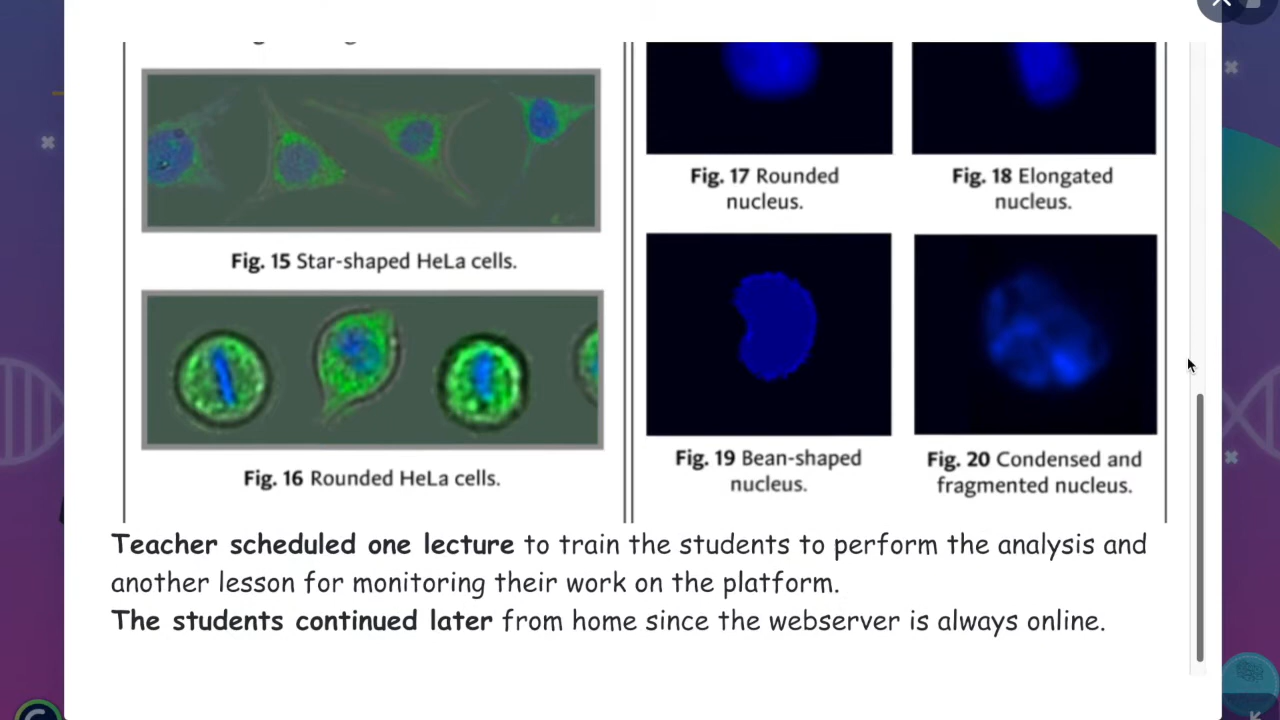 Fig. 15 Star-shaped HeLa cells.
Fig. 16 Rounded HeLa cells.
Fig. 17 Rounded
nucleus.
Fig. 18 Elongated
nucleus.
Fig. 19 Bean-shaped
nucleus.
Fig. 20 Condensed and
fragmented nucleus.
Teacher scheduled one lecture to train the students to perform the analysis and
another lesson for monitoring their work on the platform.
The students continued later from home since the webserver is always online.